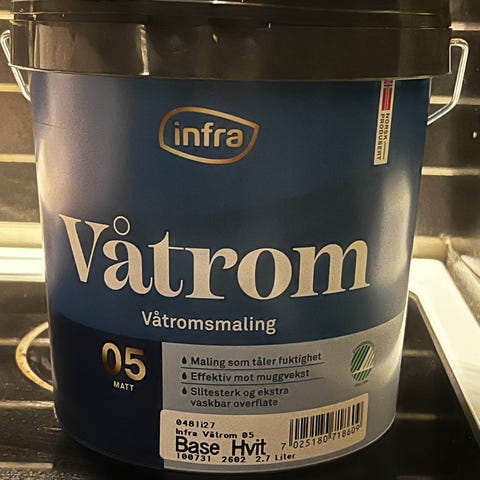 infra
NORSK
PRODUSERT
Våtrom
Våtromsmaling
05
MATT
Maling som tåler fuktighet
Effektiv mot muggvekst
Slitesterk og ekstra
vaskbar overflate
0481i27
Infra Våtrom 05
Base Hvit
100731 2602 2.7 Liter
7 025180 718609